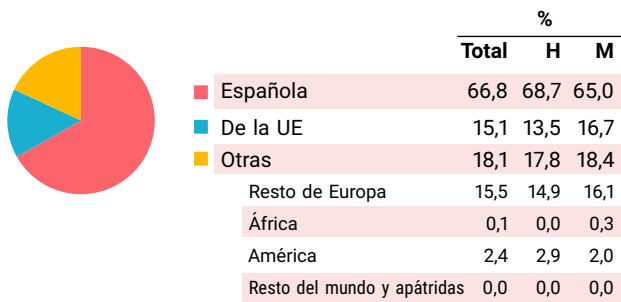 %
Total H M
Española 66,8 68,7 65,0
De la UE 15,1 13,5 16,7
Otras 18,1 17,8 18,4
Resto de Europa 15,5 14,9 16,1
África 0,1 0,0 0,3
América 2,4 2,9 2,0
Resto del mundo y apátridas 0,0 0,0 0,0